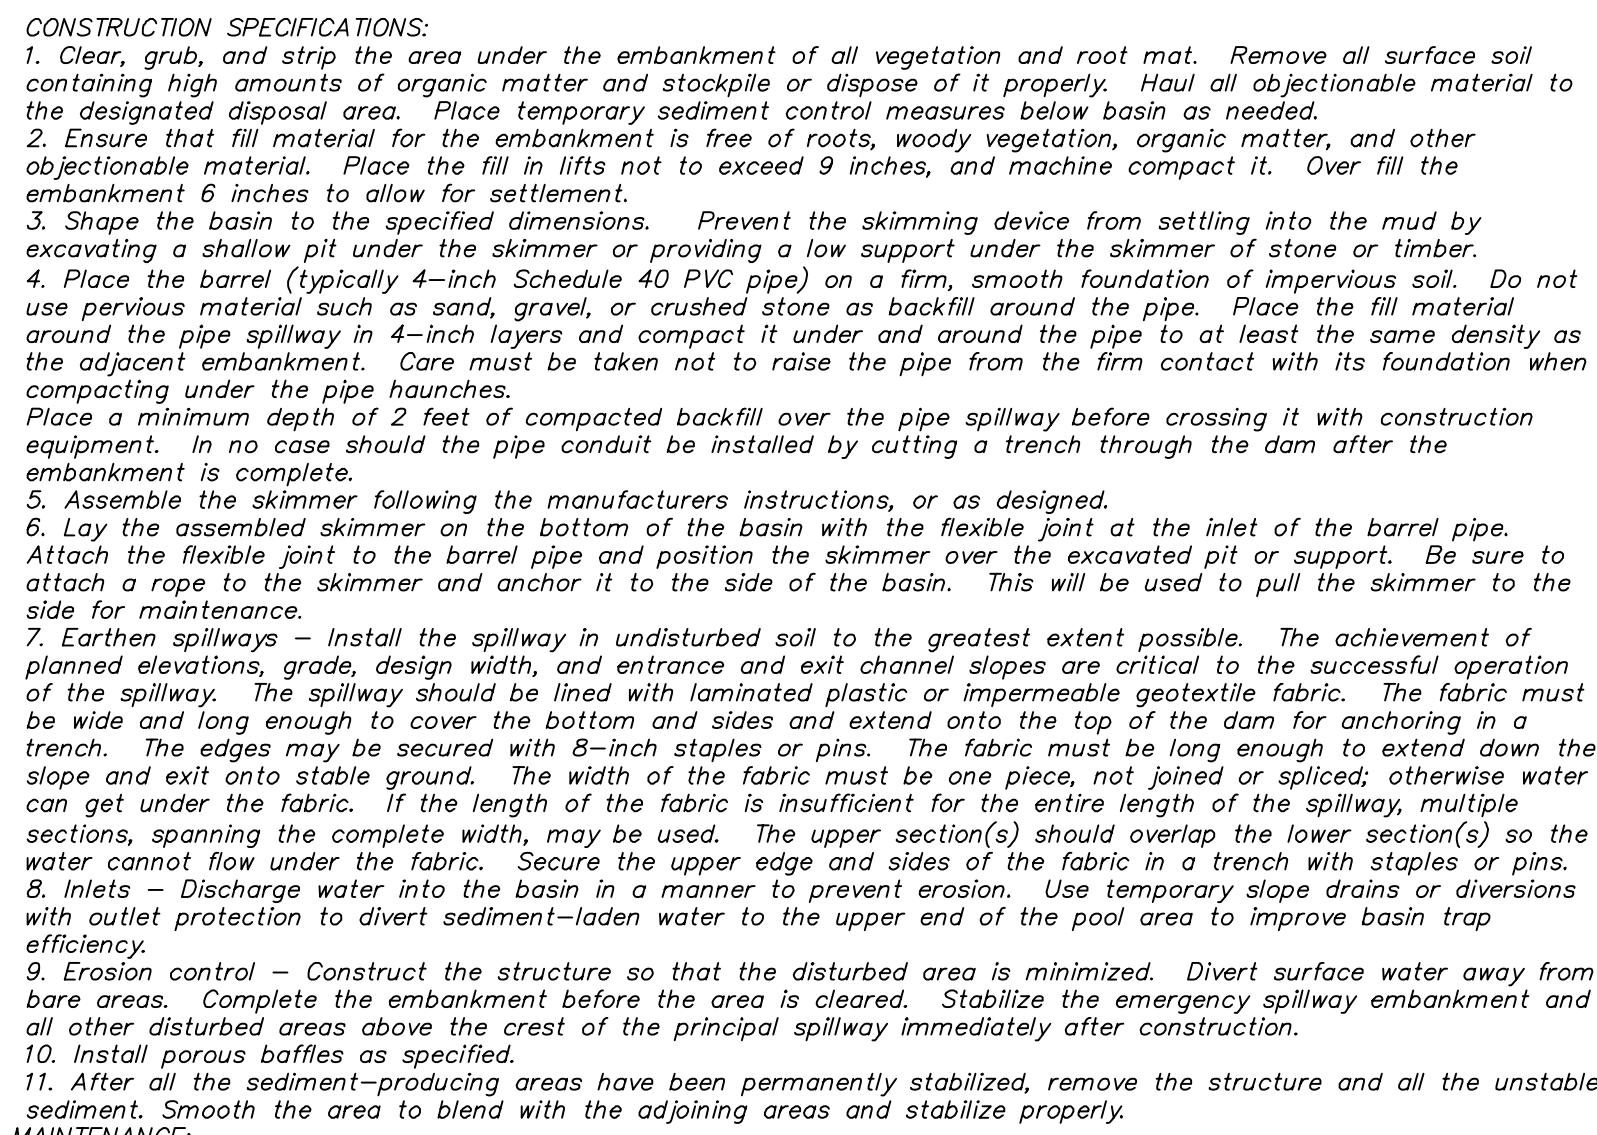 CONSTRUCTION SPECIFICATIONS:
1. Clear, grub, and strip the area under the embankment of all vegetation and root mat. Remove all surface soil
containing high amounts of organic matter and stockpile or dispose of it properly. Haul all objectionable material to
the designated disposal area. Place temporary sediment control measures below basin as needed.
2. Ensure that fill material for the embankment is free of roots, woody vegetation, organic matter, and other
objectionable material. Place the fill in lifts not to exceed 9 inches, and machine compact it. Over fill the
embankment 6 inches to allow for settlement.
3. Shape the basin to the specified dimensions. Prevent the skimming device from settling into the mud by
excavating a shallow pit under the skimmer or providing a low support under the skimmer of stone or timber.
4. Place the barrel (typically 4-inch Schedule 40 PVC pipe) on a firm, smooth foundation of impervious soil. Do not
use pervious material such as sand, gravel, or crushed stone as backfill around the pipe. Place the fill material
around the pipe spillway in 4-inch layers and compact it under and around the pipe to at least the same density as
the adjacent embankment. Care must be taken not to raise the pipe from the firm contact with its foundation when
compacting under the pipe haunches.
Place a minimum depth of 2 feet of compacted backfill over the pipe spillway before crossing it with construction
equipment. In no case should the pipe conduit be installed by cutting a trench through the dam after the
embankment is complete.
5. Assemble the skimmer following the manufacturers instructions, or as designed.
6. Lay the assembled skimmer on the bottom of the basin with the flexible joint at the inlet of the barrel pipe.
Attach the flexible joint to the barrel pipe and position the skimmer over the excavated pit or support. Be sure to
attach a rope to the skimmer and anchor it to the side of the basin. This will be used to pull the skimmer to the
side for maintenance.
7. Earthen spillways – Install the spillway in undisturbed soil to the greatest extent possible. The achievement of
planned elevations, grade, design width, and entrance and exit channel slopes are critical to the successful operation
of the spillway. The spillway should be lined with laminated plastic or impermeable geotextile fabric. The fabric must
be wide and long enough to cover the bottom and sides and extend onto the top of the dam for anchoring in a
trench. The edges may be secured with 8-inch staples or pins. The fabric must be long enough to extend down the
slope and exit onto stable ground. The width of the fabric must be one piece, not joined or spliced; otherwise water
can get under the fabric. If the length of the fabric is insufficient for the entire length of the spillway, multiple
sections, spanning the complete width, may be used. The upper section(s) should overlap the lower section(s) so the
water cannot flow under the fabric. Secure the upper edge and sides of the fabric in a trench with staples or pins.
8. Inlets – Discharge water into the basin in a manner to prevent erosion. Use temporary slope drains or diversions
with outlet protection to divert sediment-laden water to the upper end of the pool area to improve basin trap
efficiency.
9. Erosion control – Construct the structure so that the disturbed area is minimized. Divert surface water away from
bare areas. Complete the embankment before the area is cleared. Stabilize the emergency spillway embankment and
all other disturbed areas above the crest of the principal spillway immediately after construction.
10. Install porous baffles as specified.
11. After all the sediment-producing areas have been permanently stabilized, remove the structure and all the unstable
sediment. Smooth the area to blend with the adjoining areas and stabilize properly.
MAINTENANCE: